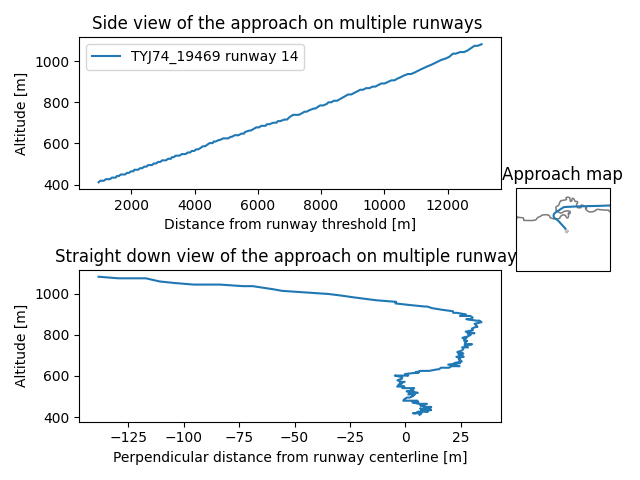 Side view of the approach on multiple runways
Altitude [m]
1000
800
600
400
TYJ74_19469 runway 14
2000 4000 6000 8000 10000 12000
Distance from runway threshold [m]
Approach map
Straight down view of the approach on multiple runway
Altitude [m]
1000
800
600
400
−125 −100 −75 −50 −25 0 25
Perpendicular distance from runway centerline [m]